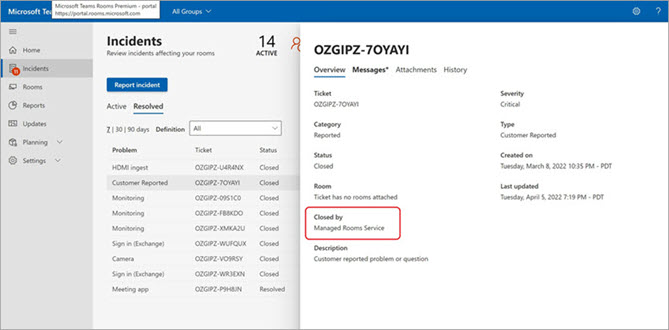 Microsoft Teams Rooms Premium - portal
https://portal.rooms.microsoft.com
Microsoft Tea
All Groups
?
Home
Incidents
11
Rooms
Reports
Updates
Planning
Settings
Incidents
Review incidents affecting your rooms
14
ACTIVE
Report incident
Active Resolved
7 | 30 | 90 days Definition All
Problem Ticket Status
HDMI ingest OZGIPZ-U4R4NX Closed
Customer Reported OZGIPZ-7OYAYI Closed
Monitoring OZGIPZ-09S1C0 Closed
Monitoring OZGIPZ-FB8KDO Closed
Monitoring OZGIPZ-XMKA2U Closed
Sign in (Exchange) OZGIPZ-WUFQUX Closed
Camera OZGIPZ-VO9RSY Closed
Sign in (Exchange) OZGIPZ-WR3EXN Closed
Meeting app OZGIPZ-P9H8JN Resolved
OZGIPZ-7OYAYI
Overview Messages* Attachments History
Ticket
OZGIPZ-7OYAYI
Severity
Critical
Category
Reported
Type
Customer Reported
Status
Closed
Created on
Tuesday, March 8, 2022 10:35 PM - PDT
Room
Ticket has no rooms attached
Last updated
Tuesday, April 5, 2022 7:19 PM - PDT
Closed by
Managed Rooms Service
Description
Customer reported problem or question